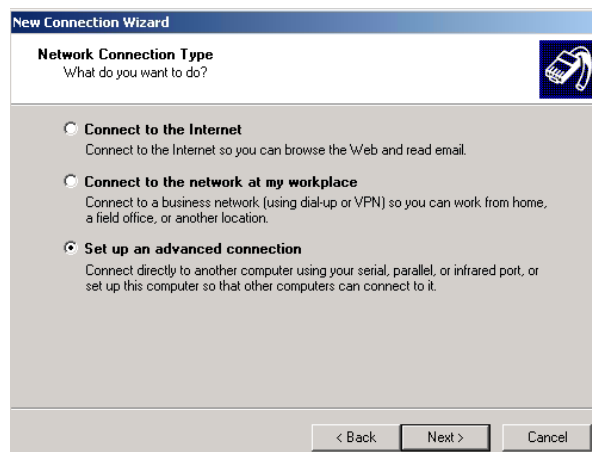 New Connection Wizard
Network Connection Type
What do you want to do?
Connect to the Internet
Connect to the Internet so you can browse the Web and read email.
Connect to the network at my workplace
Connect to a business network (using dial-up or VPN) so you can work from home,
a field office, or another location.
Set up an advanced connection
Connect directly to another computer using your serial, parallel, or infrared port, or
set up this computer so that other computers can connect to it.
< Back
Next >
Cancel